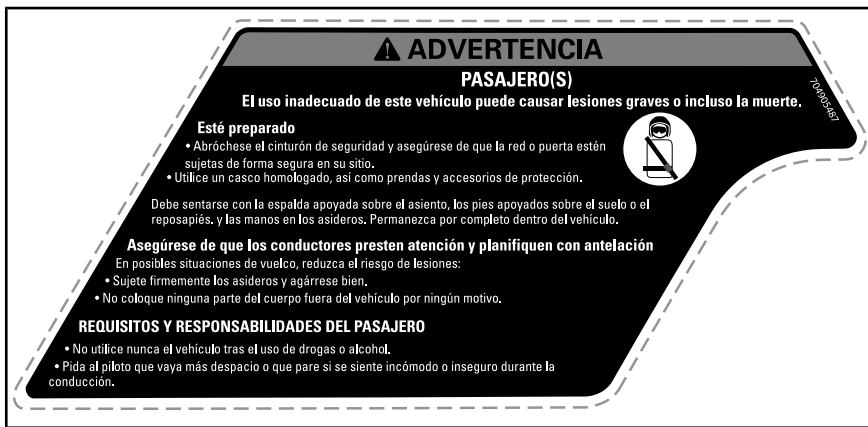 ADVERTENCIA
PASAJERO(S)
El uso inadecuado de este vehículo puede causar lesiones graves o incluso la muerte.
704905487
Esté preparado
• Abróchese el cinturón de seguridad y asegúrese de que la red o puerta estén
sujetas de forma segura en su sitio.
• Utilice un casco homologado, así como prendas y accesorios de protección.
Debe sentarse con la espalda apoyada sobre el asiento, los pies apoyados sobre el suelo o el
reposapiés. y las manos en los asideros. Permanezca por completo dentro del vehículo.
Asegúrese de que los conductores presten atención y planifiquen con antelación
En posibles situaciones de vuelco, reduzca el riesgo de lesiones:
• Sujete firmemente los asideros y agárrese bien.
• No coloque ninguna parte del cuerpo fuera del vehículo por ningún motivo.
REQUISITOS Y RESPONSABILIDADES DEL PASAJERO
• No utilice nunca el vehículo tras el uso de drogas o alcohol.
• Pida al piloto que vaya más despacio o que pare si se siente incómodo o inseguro durante la
conducción.